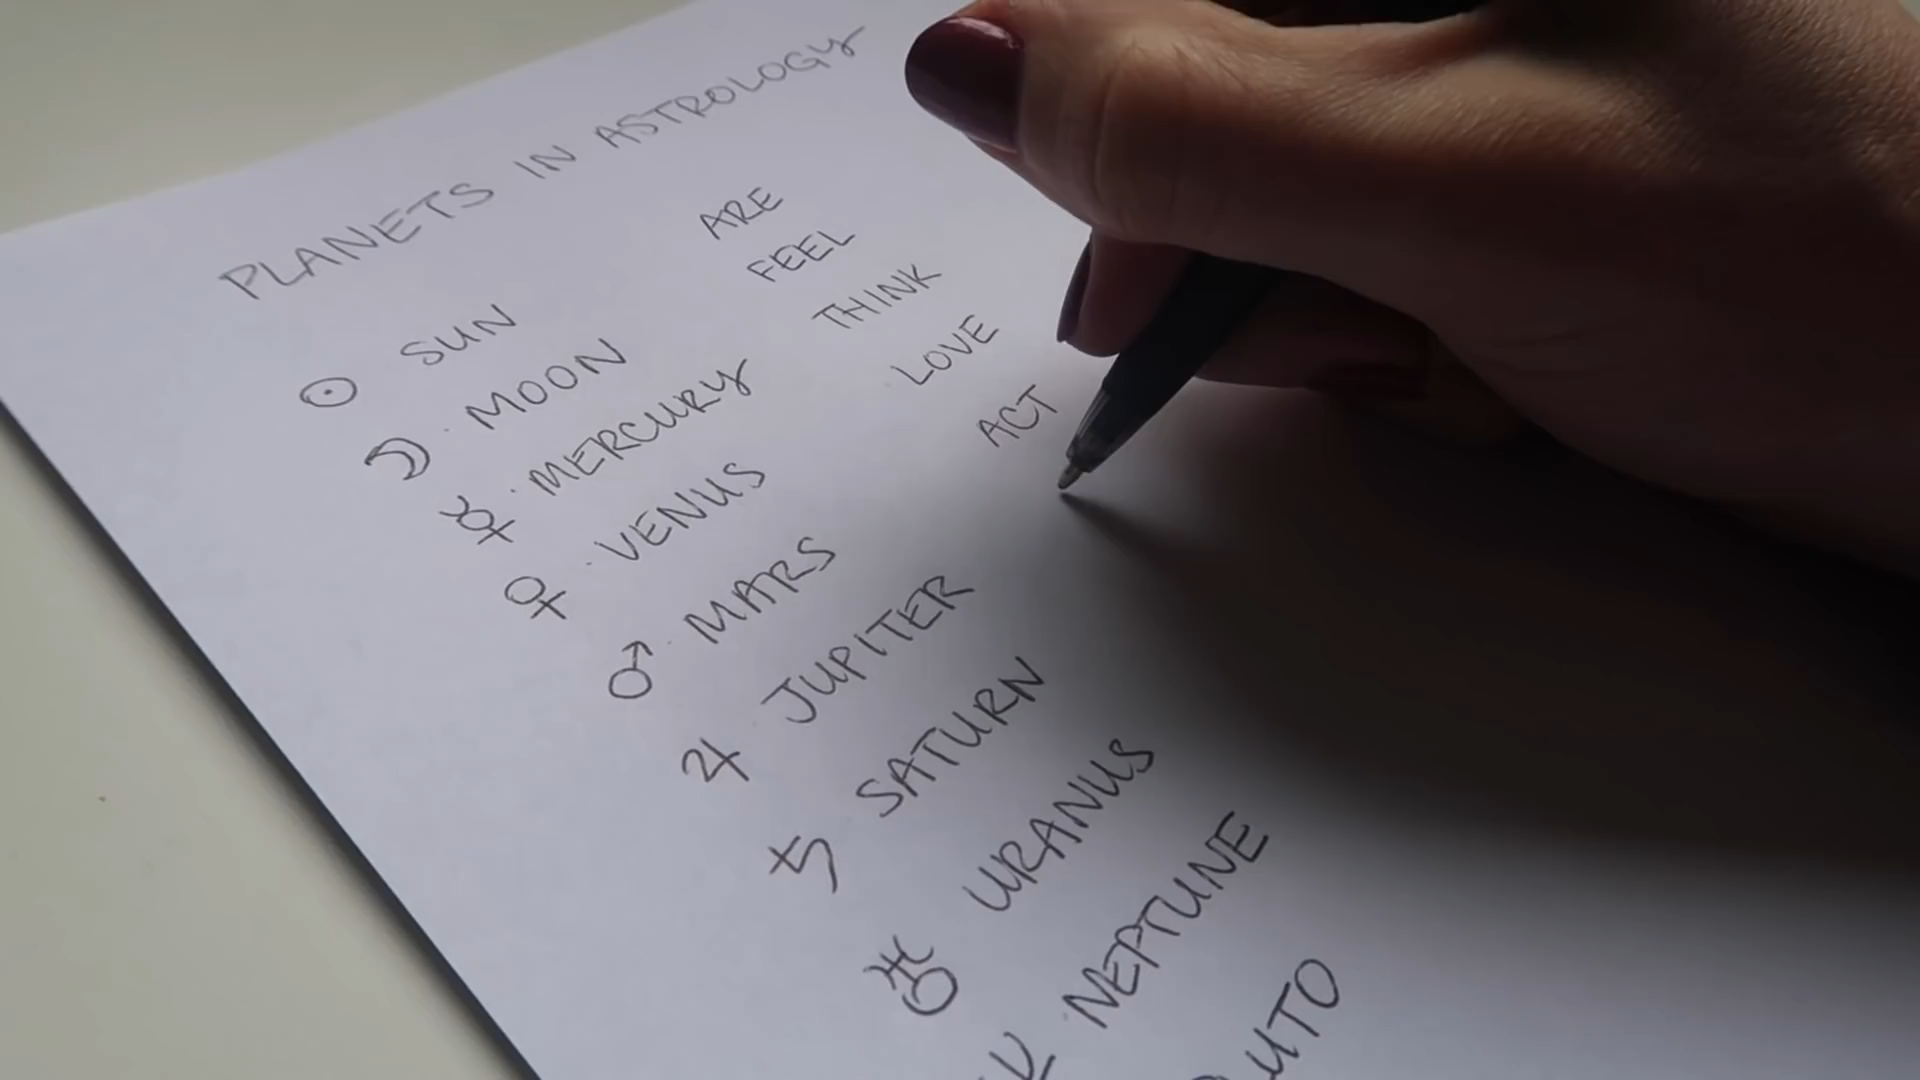 PLANETS IN ASTROLOGY
☉ SUN ARE
☽ · MOON FEEL
☿ · MERCURY THINK
♀ · VENUS LOVE
♂ · MARS ACT
♃ JUPITER
♄ SATURN
♅ URANUS
· NEPTUNE